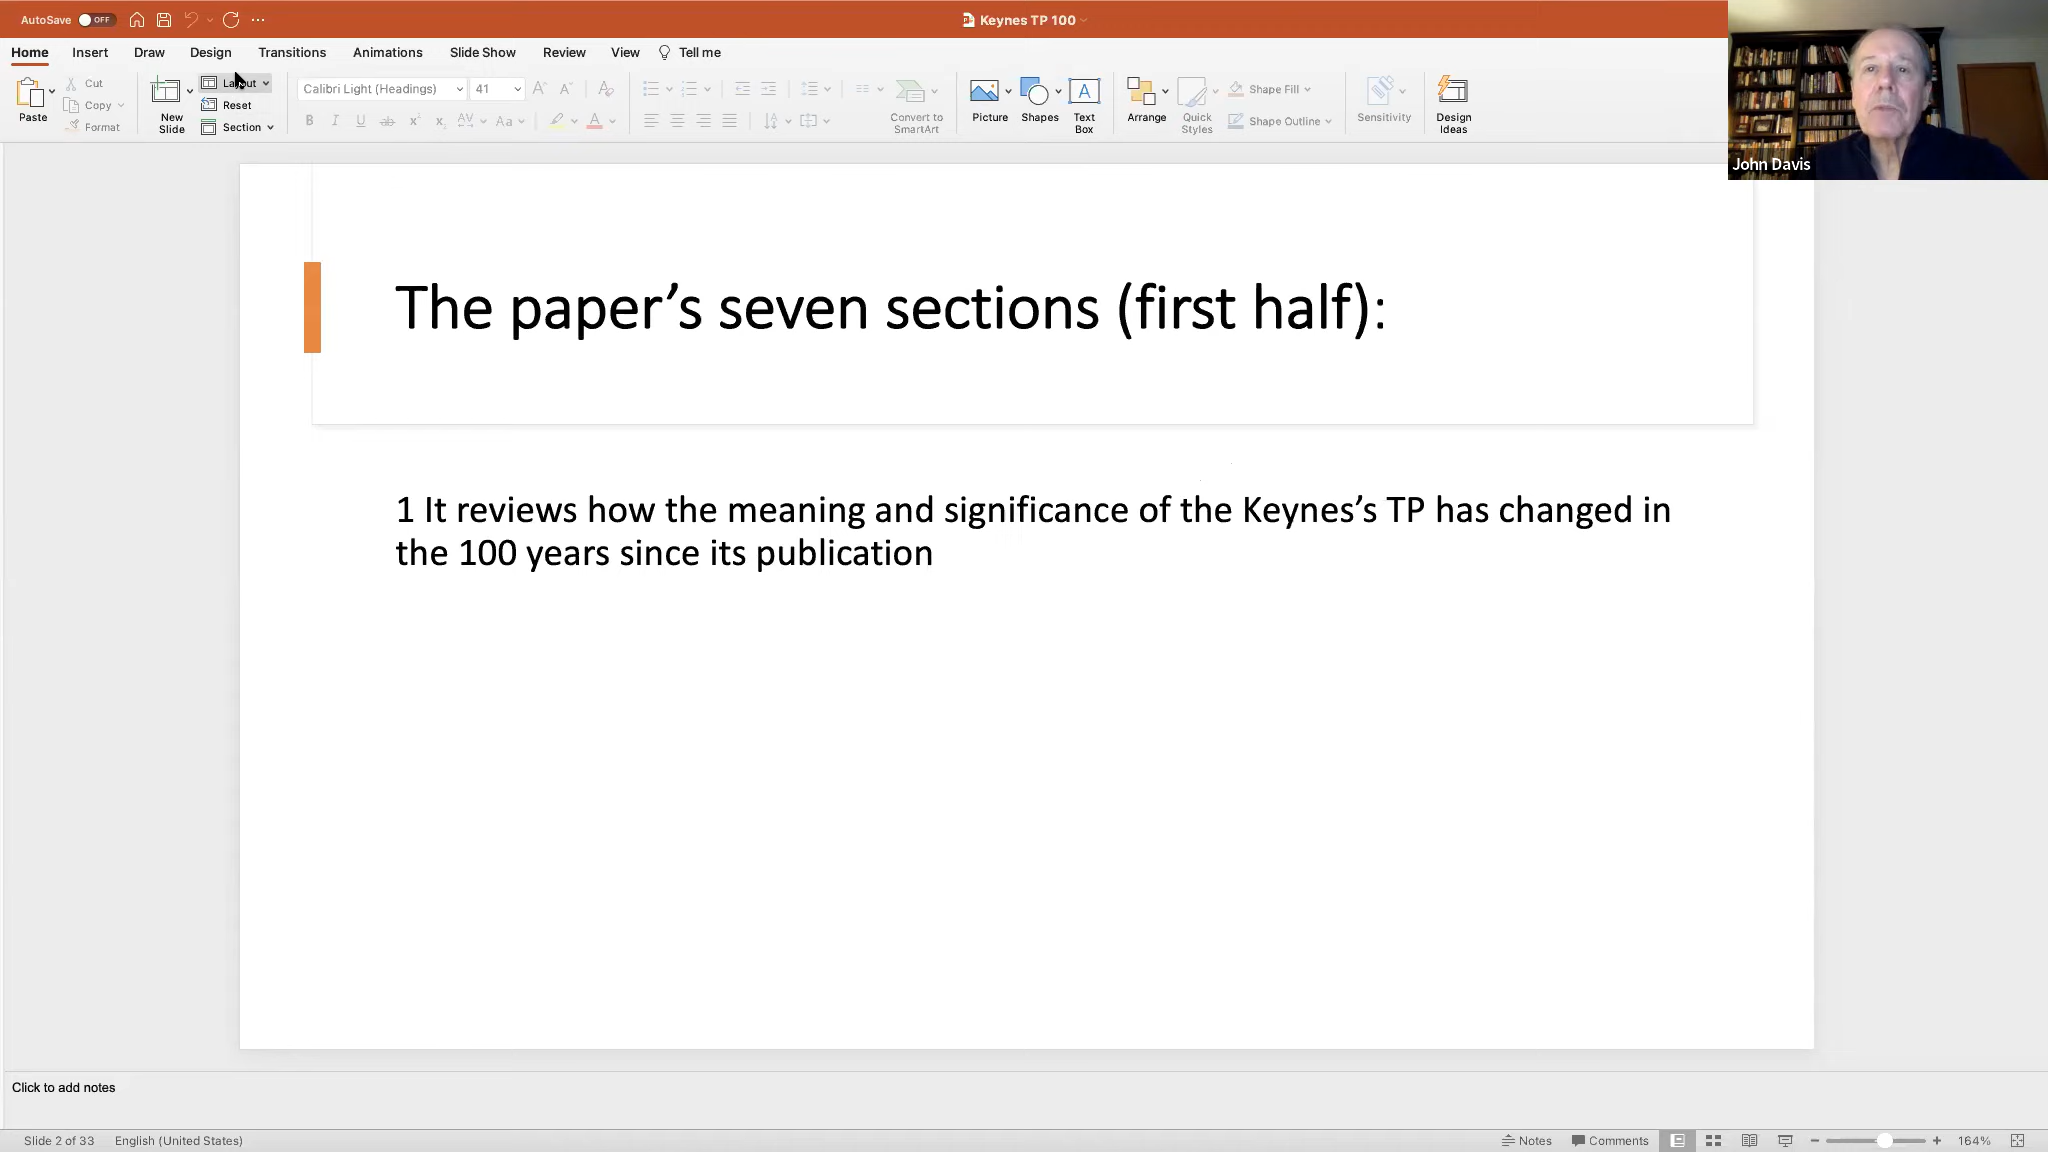 AutoSave OFF
Keynes TP 100
Home Insert Draw Design Transitions Animations Slide Show Review View Tell me
Paste
Cut
Copy
Format
New
Slide
Layout
Reset
Section
Calibri Light (Headings) 41
Convert to
SmartArt
Picture
Shapes
Text
Box
Arrange
Quick
Styles
Shape Fill
Shape Outline
Sensitivity
Design
Ideas
John Davis
The paper’s seven sections (first half):
1 It reviews how the meaning and significance of the Keynes’s TP has changed in
the 100 years since its publication
Click to add notes
Slide 2 of 33 English (United States) Notes Comments 164%